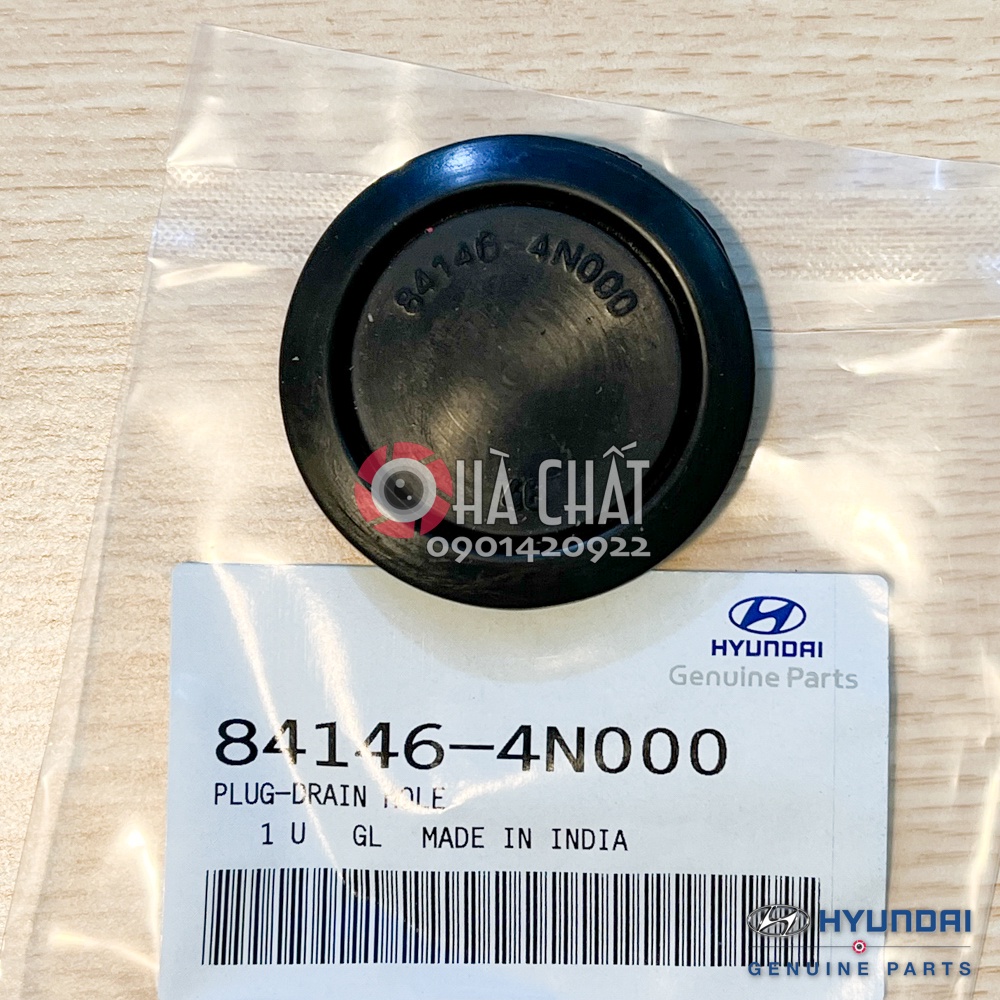 84146-4N000
HÀ CHẤT
0901420922
HYUNDAI
Genuine Parts
84146-4N000
PLUG-DRAIN HOLE
1 U GL MADE IN INDIA
HYUNDAI
GENUINE PARTS